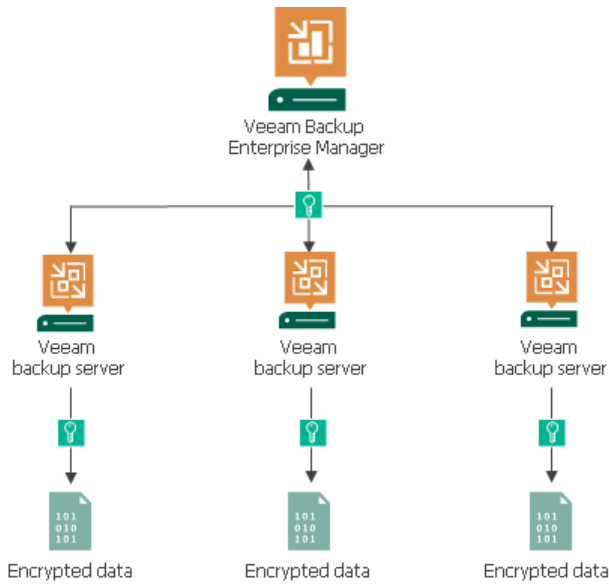 Veeam Backup
Enterprise Manager
Veeam
backup server
Veeam
backup server
Veeam
backup server
101
010
101
101
010
101
101
010
101
Encrypted data
Encrypted data
Encrypted data